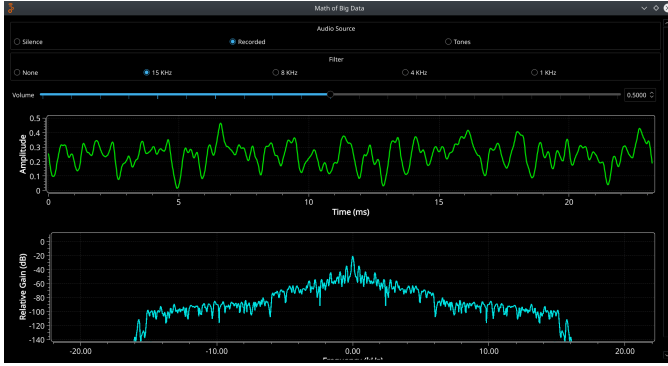 Math of Big Data
Audio Source
Silence Recorded Tones
Filter
None 15 KHz 8 KHz 4 KHz 1 KHz
Volume 0.5000
0.5
0.4
0.3
0.2
0.1
0
Amplitude
0 5 10 15 20
Time (ms)
0
-20
-40
-60
-80
-100
-120
-140
Relative Gain (dB)
-20.00 -10.00 0.00 10.00 20.00